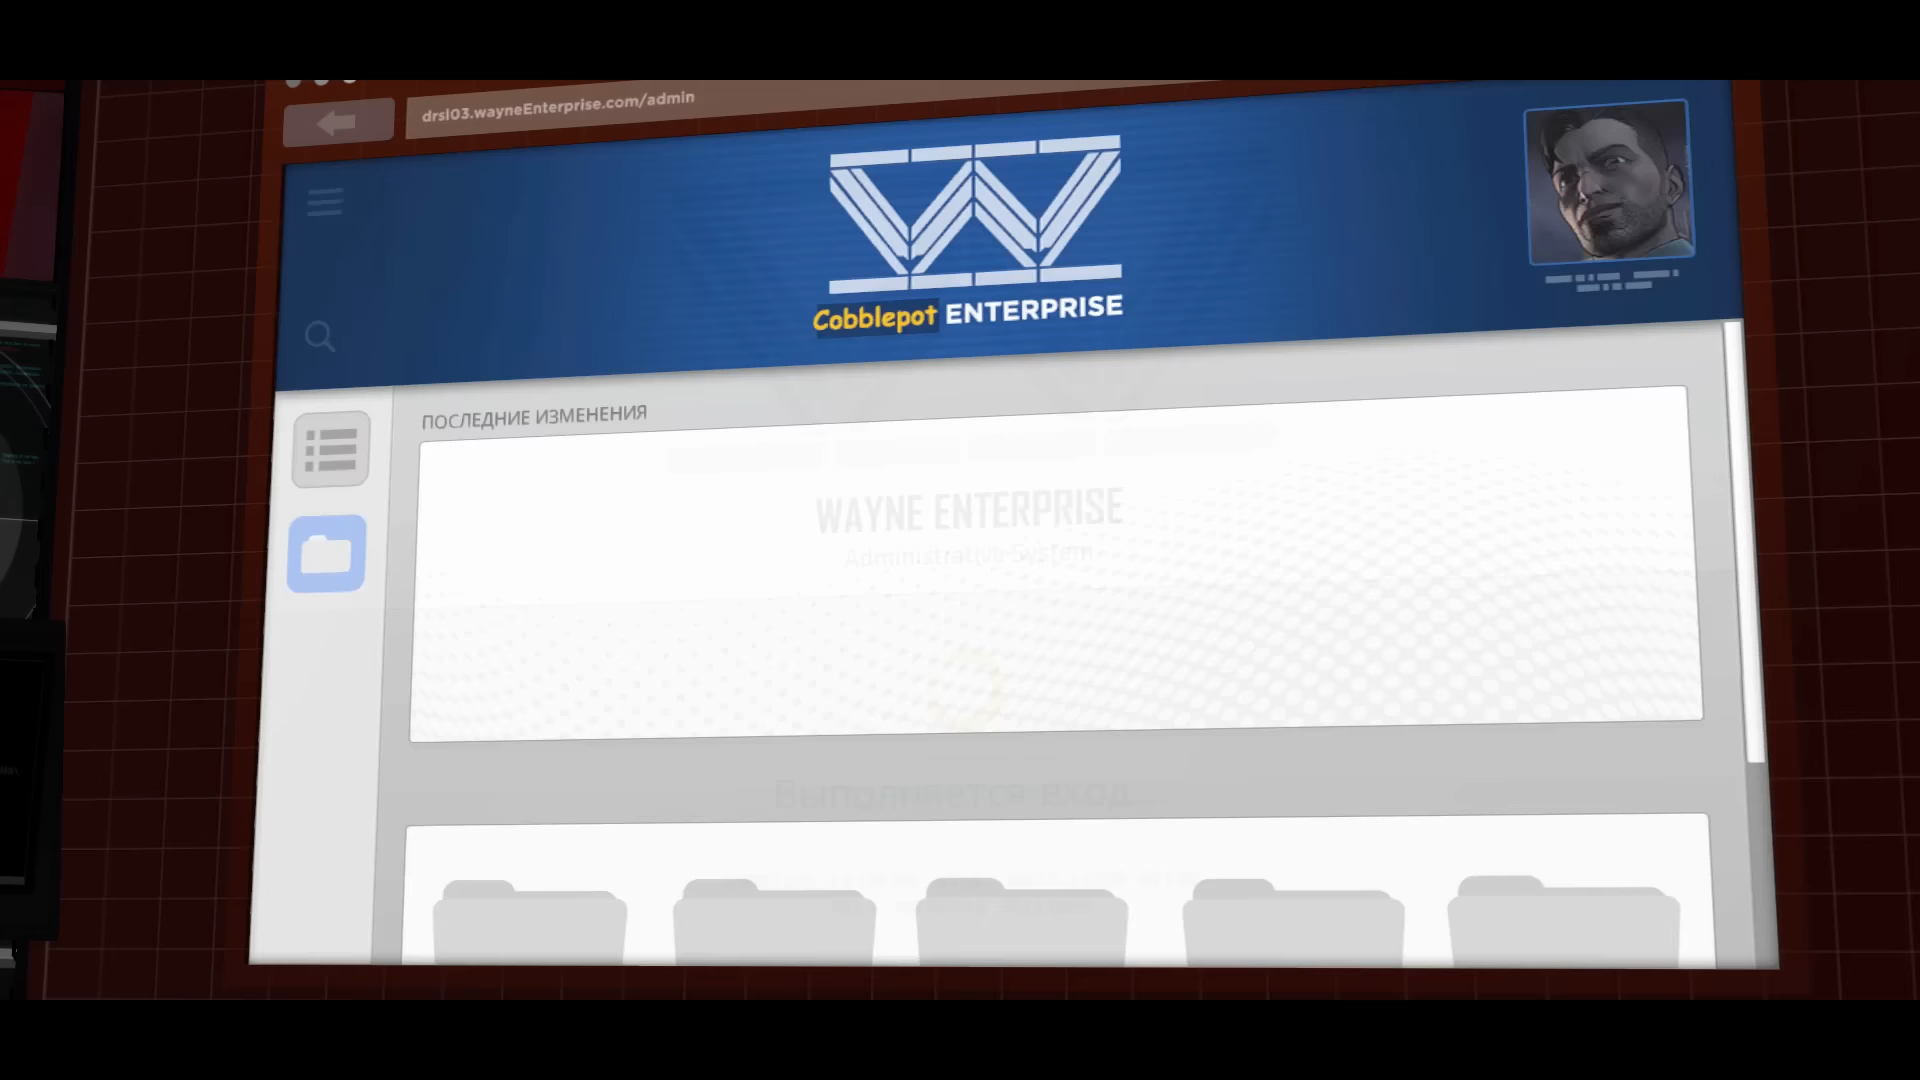 drsl03.wayneEnterprise.com/admin
Cobblepot ENTERPRISE
ПОСЛЕДНИЕ ИЗМЕНЕНИЯ
WAYNE ENTERPRISE
Administrative System
Выполняется вход